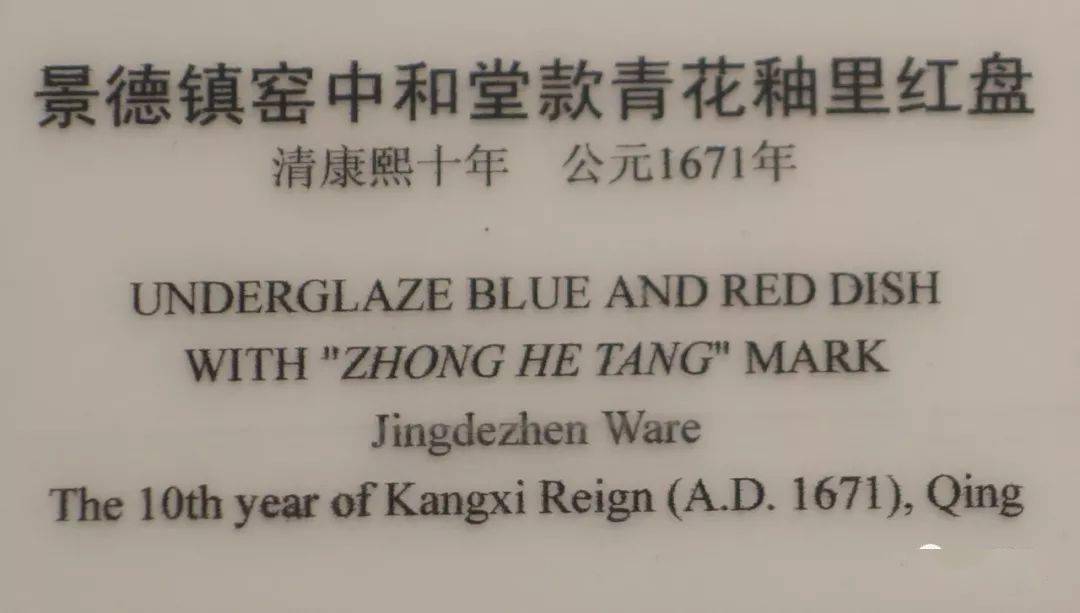 景德镇窑中和堂款青花釉里红盘
清康熙十年 公元1671年
UNDERGLAZE BLUE AND RED DISH
WITH "ZHONG HE TANG" MARK
Jingdezhen Ware
The 10th year of Kangxi Reign (A.D. 1671), Qing